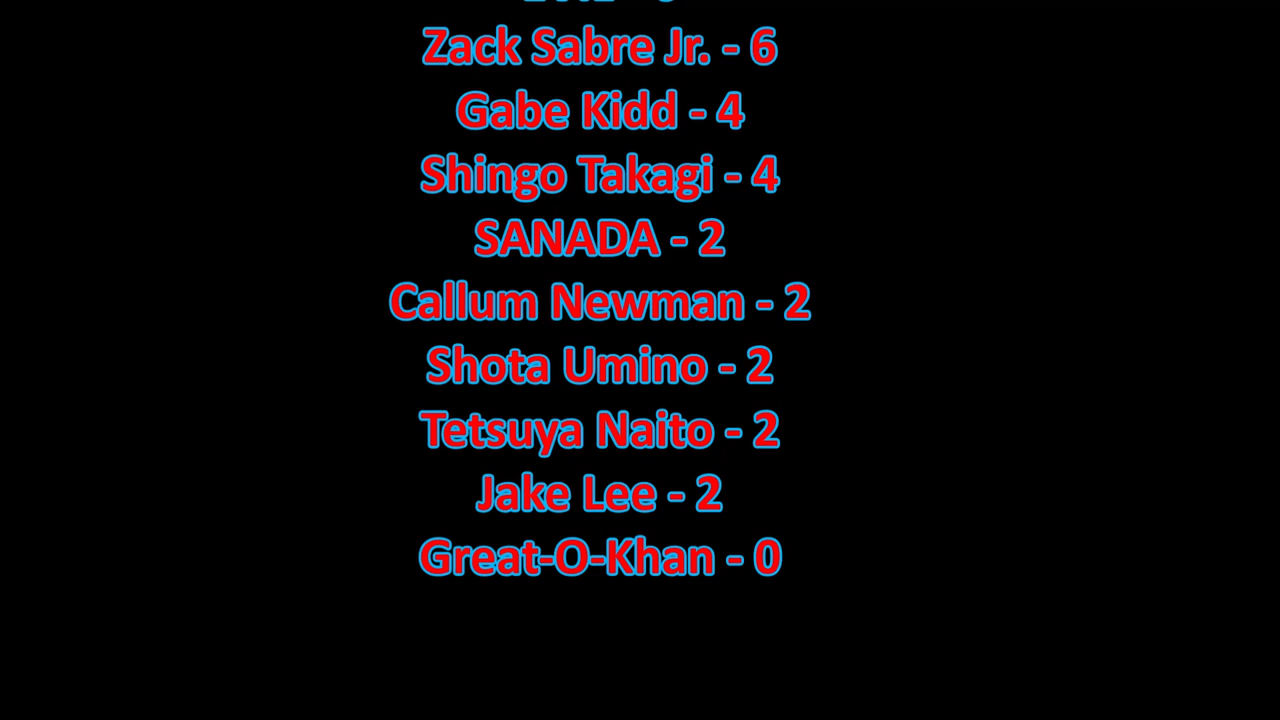 Zack Sabre Jr. - 6
Gabe Kidd - 4
Shingo Takagi - 4
SANADA - 2
Callum Newman - 2
Shota Umino - 2
Tetsuya Naito - 2
Jake Lee - 2
Great-O-Khan - 0